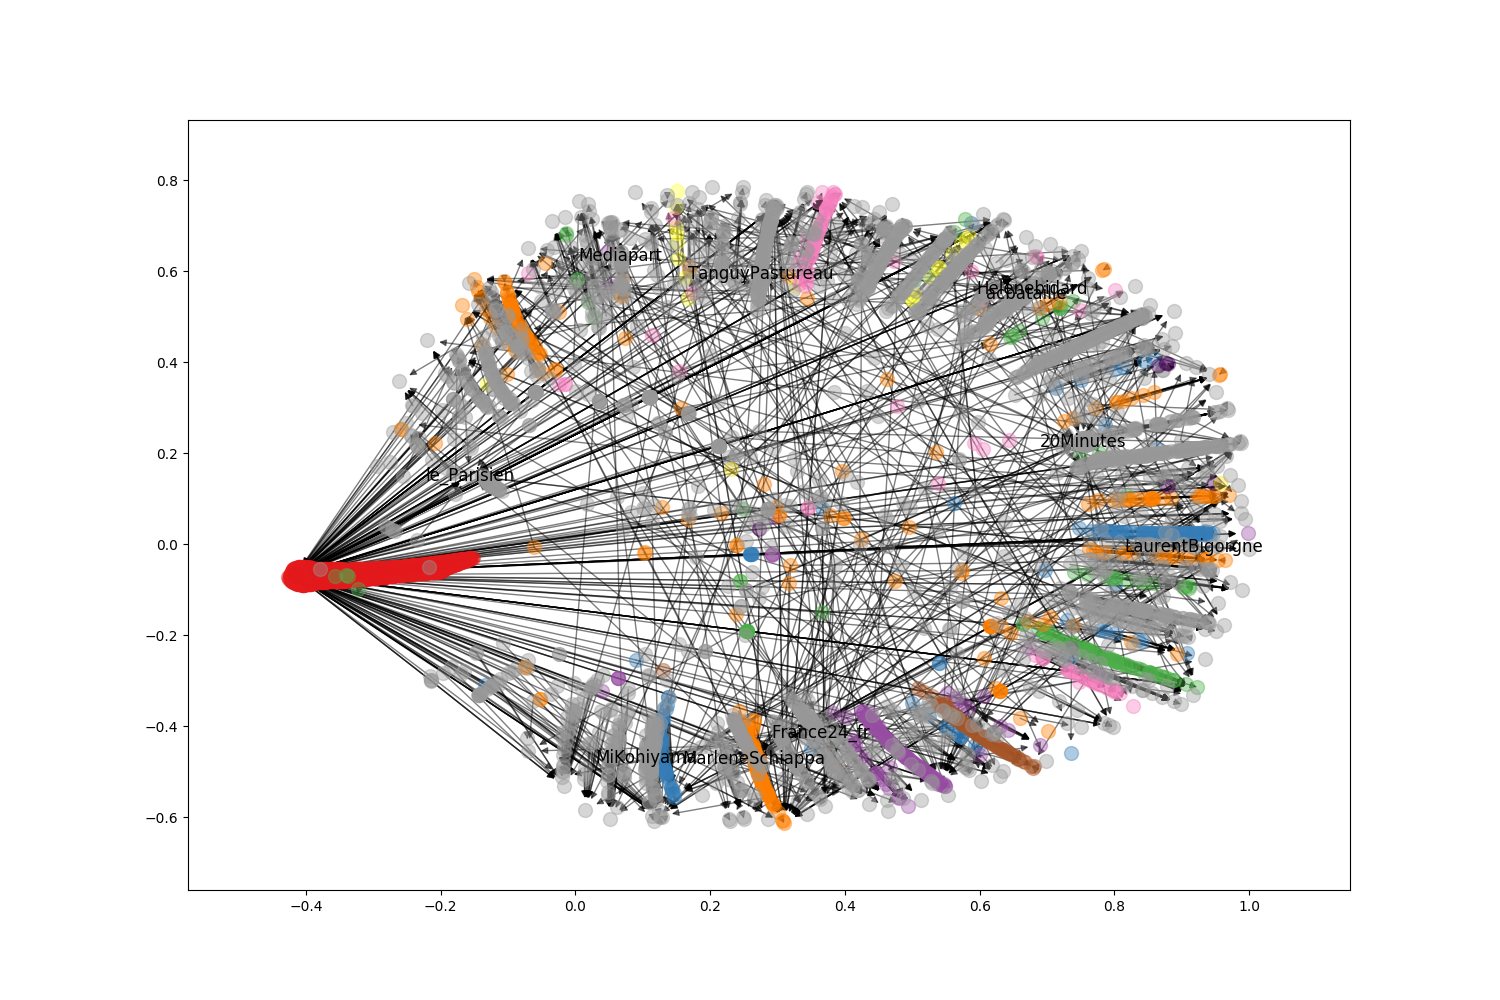 0.8
0.6
0.4
0.2
0.0
−0.2
−0.4
−0.6
Mediapart
TanguyPastureau
Helenebidard
acbataille
20Minutes
le_Parisien
LaurentBigorgne
France24_fr
MiKohiyama
MarleneSchiappa
−0.4
−0.2
0.0
0.2
0.4
0.6
0.8
1.0